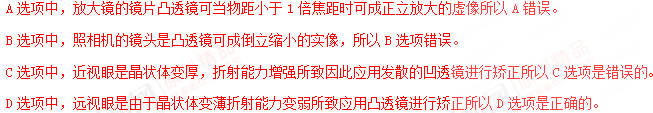 A选项中，放大镜的镜片凸透镜可当物距小于1倍焦距时可成正立放大的虚像所以A错误。
B选项中，照相机的镜头是凸透镜可成倒立缩小的实像，所以B选项错误。
C选项中，近视眼是晶状体变厚，折射能力增强所致因此应用发散的凹透镜进行矫正所以C选项是错误的。
D选项中，远视眼是由于晶状体变薄折射能力变弱所致应用凸透镜进行矫正所以D选项是正确的。